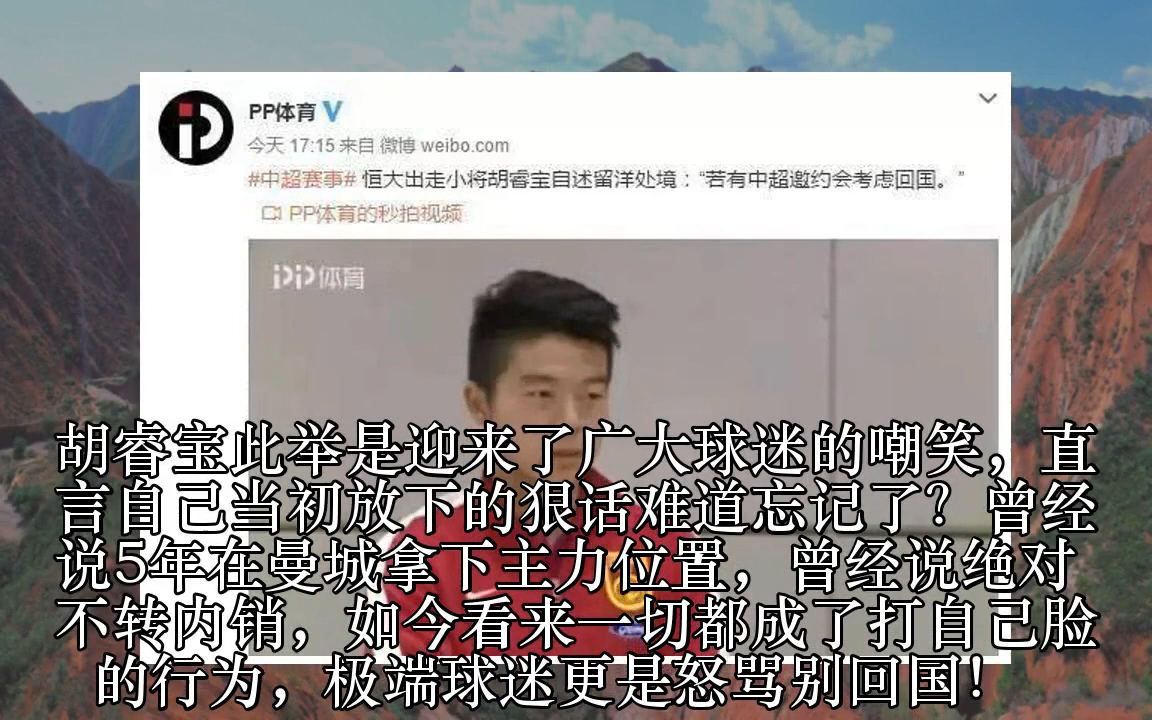 PP体育
今天 17:15 来自 微博 weibo.com
#中超赛事# 恒大出走小将胡睿宝自述留洋处境：“若有中超邀约会考虑回国。”
PP体育的秒拍视频
PP体育
胡睿宝此举是迎来了广大球迷的嘲笑，直
言自己当初放下的狠话难道忘记了？曾经
说5年在曼城拿下主力位置，曾经说绝对
不转内销，如今看来一切都成了打自己脸
的行为，极端球迷更是怒骂别回国！